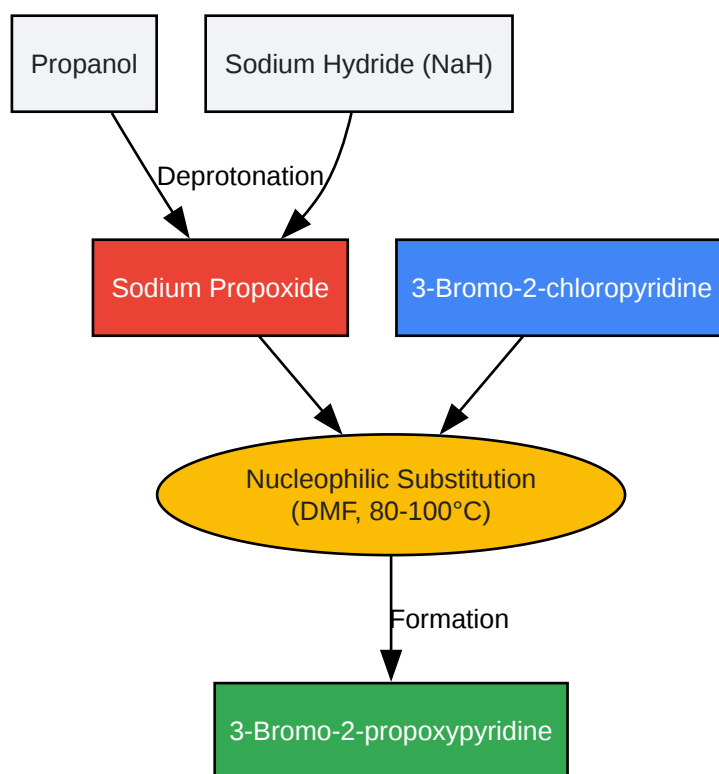 Propanol
Sodium Hydride (NaH)
Deprotonation
Sodium Propoxide
3-Bromo-2-chloropyridine
Nucleophilic Substitution
(DMF, 80-100°C)
Formation
3-Bromo-2-propoxypyridine